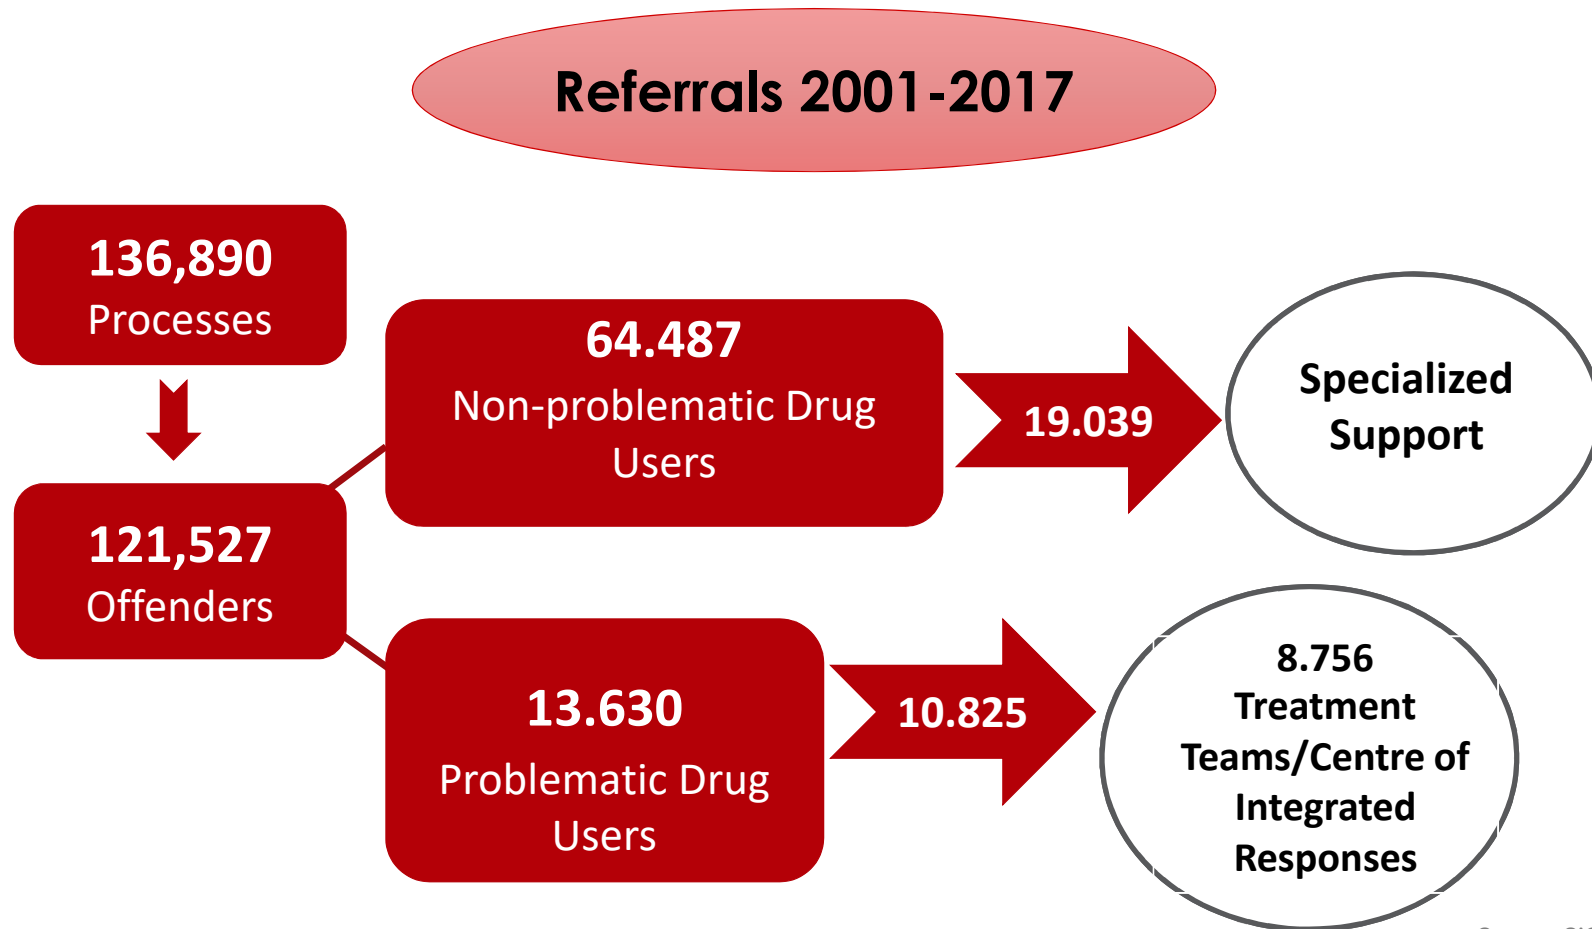 Referrals 2001-2017
136,890
Processes
121,527
Offenders
64.487
Non-problematic Drug
Users
19.039
Specialized
Support
13.630
Problematic Drug
Users
10.825
8.756
Treatment
Teams/Centre of
Integrated
Responses